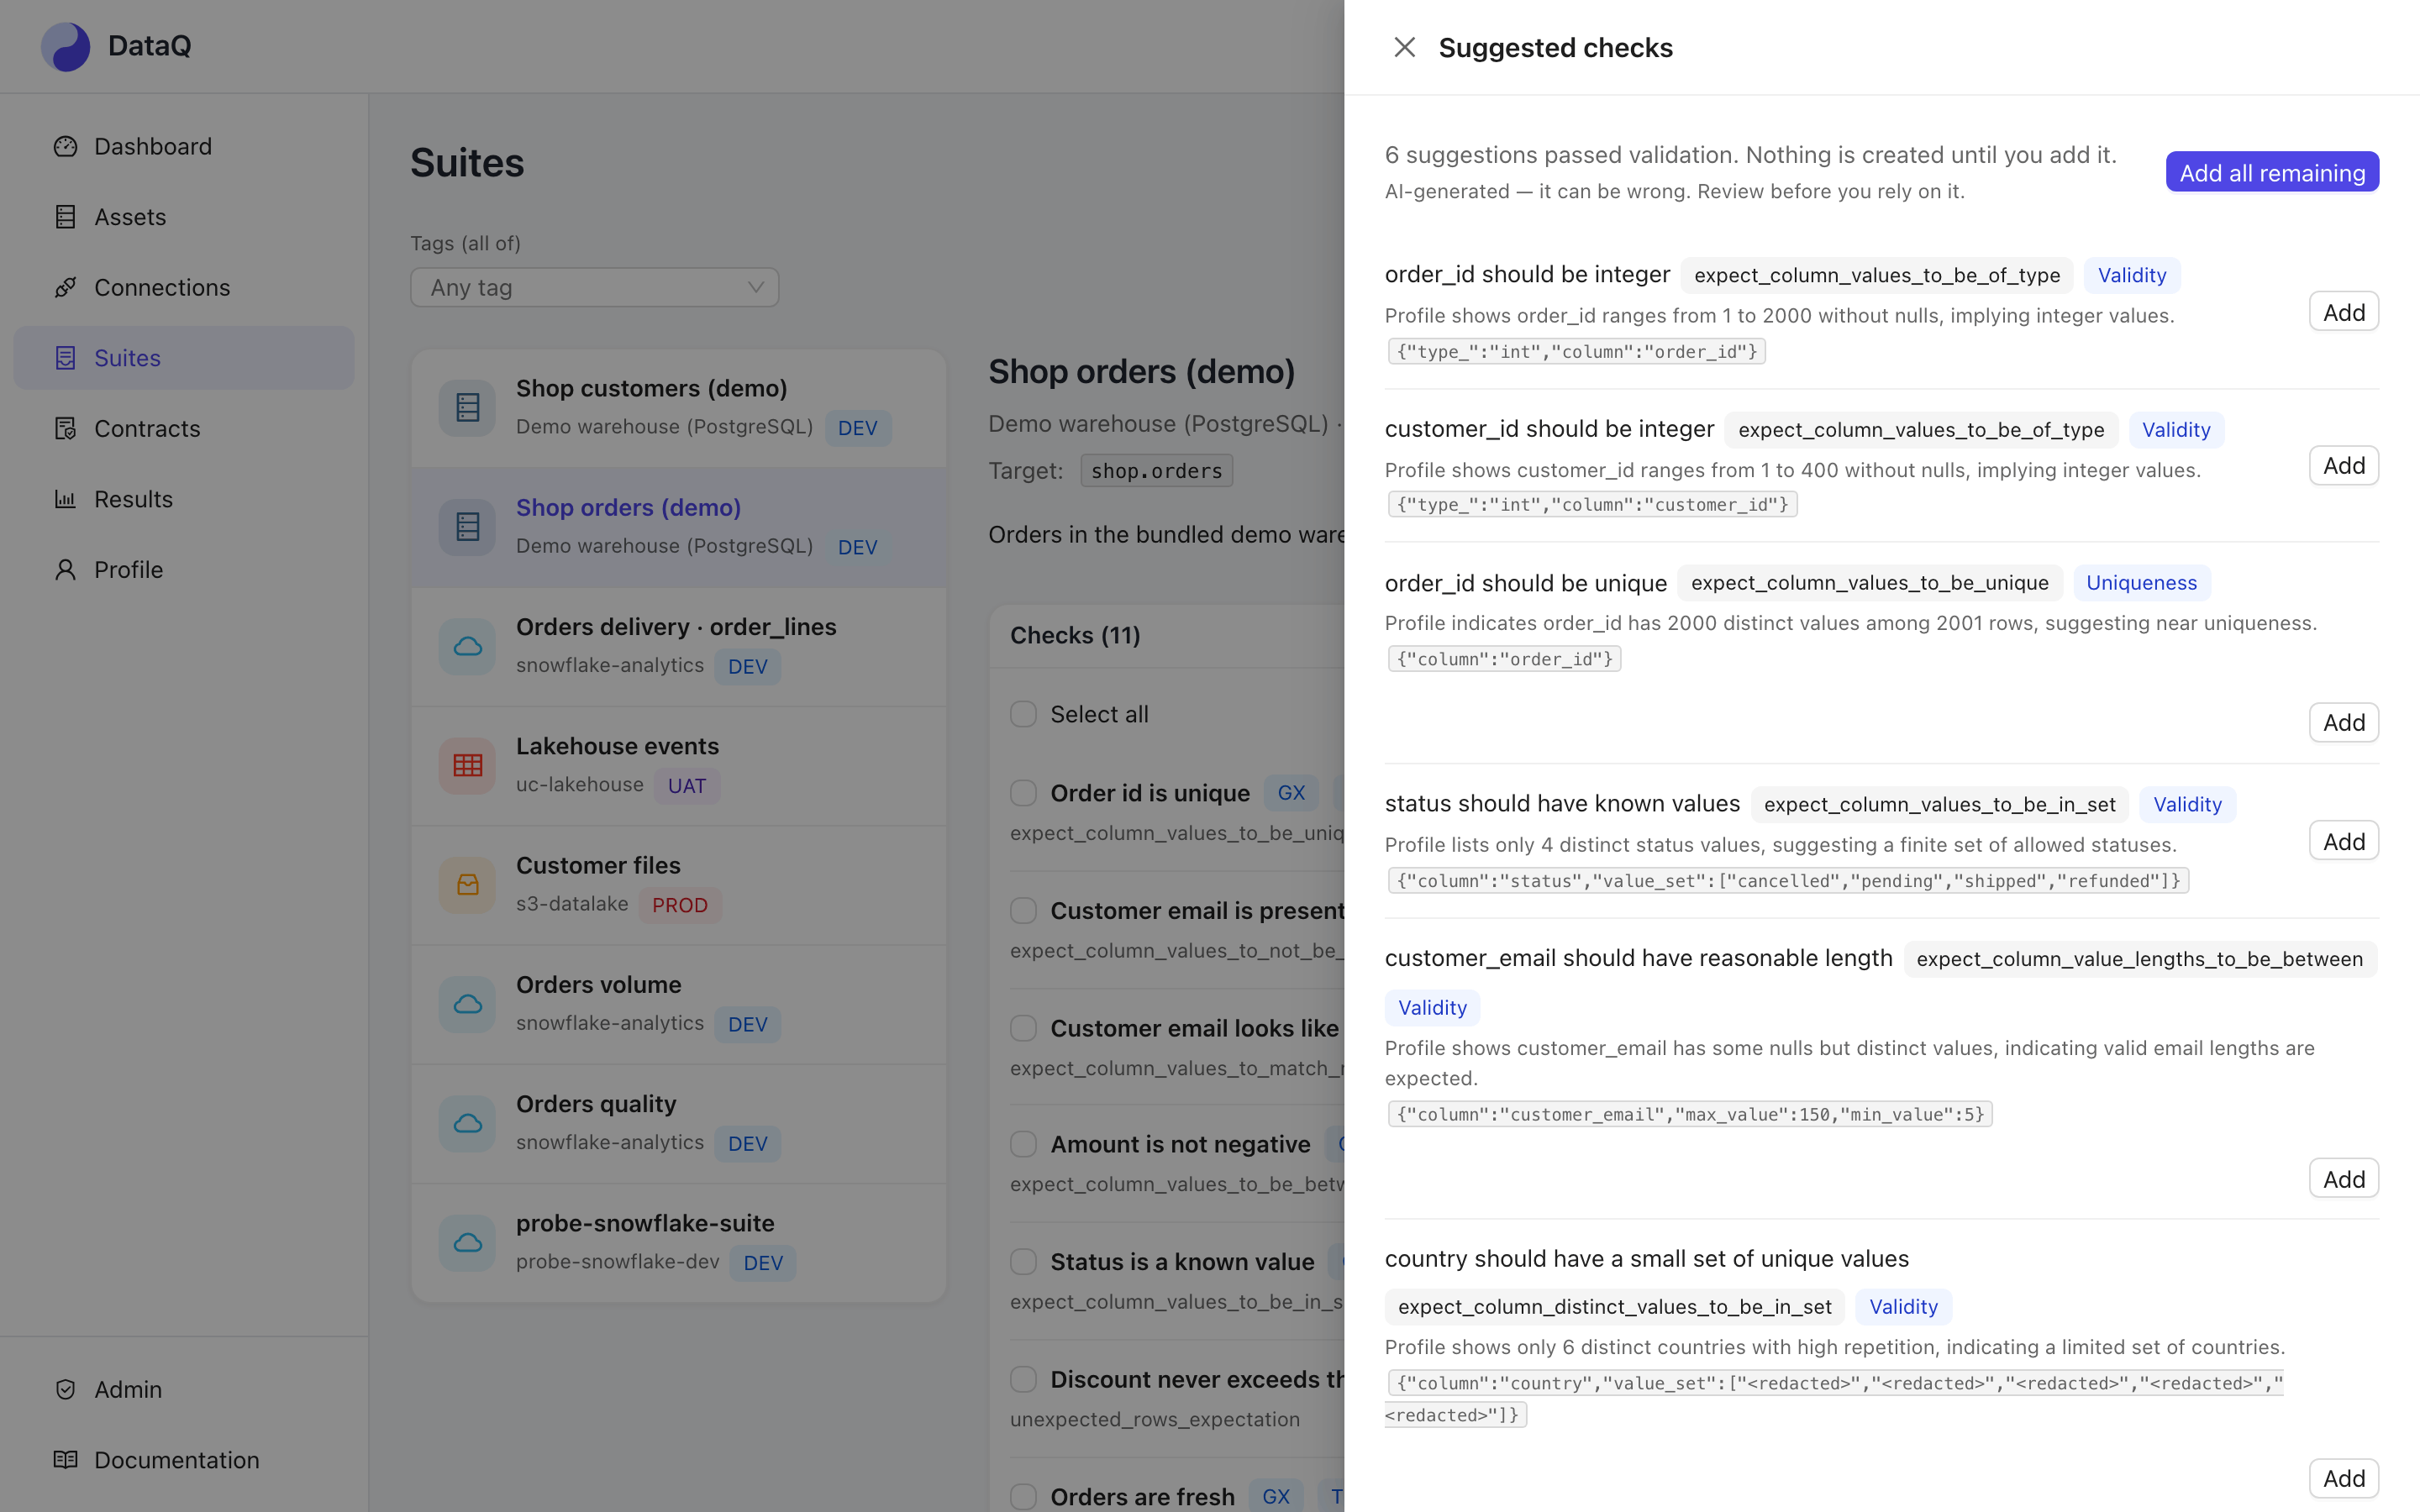 DataQ
Dashboard
Assets
Connections
Suites
Contracts
Results
Profile
Admin
Documentation
Suites
Tags (all of)
Any tag
Shop customers (demo)
Demo warehouse (PostgreSQL) DEV
Shop orders (demo)
Demo warehouse (PostgreSQL) DEV
Orders delivery · order_lines
snowflake-analytics DEV
Lakehouse events
uc-lakehouse UAT
Customer files
s3-datalake PROD
Orders volume
snowflake-analytics DEV
Orders quality
snowflake-analytics DEV
probe-snowflake-suite
probe-snowflake-dev DEV
Shop orders (demo)
Demo warehouse (PostgreSQL) ·
Target: shop.orders
Orders in the bundled demo ware
Checks (11)
Select all
Order id is unique GX
expect_column_values_to_be_uniq
Customer email is present
expect_column_values_to_not_be_
Customer email looks like
expect_column_values_to_match_r
Amount is not negative
expect_column_values_to_be_betw
Status is a known value
expect_column_values_to_be_in_s
Discount never exceeds th
unexpected_rows_expectation
Orders are fresh GX T
Suggested checks
6 suggestions passed validation. Nothing is created until you add it.
AI-generated — it can be wrong. Review before you rely on it.
Add all remaining
order_id should be integer expect_column_values_to_be_of_type Validity
Profile shows order_id ranges from 1 to 2000 without nulls, implying integer values.
{"type_":"int","column":"order_id"}
Add
customer_id should be integer expect_column_values_to_be_of_type Validity
Profile shows customer_id ranges from 1 to 400 without nulls, implying integer values.
{"type_":"int","column":"customer_id"}
Add
order_id should be unique expect_column_values_to_be_unique Uniqueness
Profile indicates order_id has 2000 distinct values among 2001 rows, suggesting near uniqueness.
{"column":"order_id"}
Add
status should have known values expect_column_values_to_be_in_set Validity
Profile lists only 4 distinct status values, suggesting a finite set of allowed statuses.
{"column":"status","value_set":["cancelled","pending","shipped","refunded"]}
Add
customer_email should have reasonable length expect_column_value_lengths_to_be_between
Validity
Profile shows customer_email has some nulls but distinct values, indicating valid email lengths are
expected.
{"column":"customer_email","max_value":150,"min_value":5}
Add
country should have a small set of unique values
expect_column_distinct_values_to_be_in_set Validity
Profile shows only 6 distinct countries with high repetition, indicating a limited set of countries.
{"column":"country","value_set":["<redacted>","<redacted>","<redacted>","<redacted>","
<redacted>"]}
Add